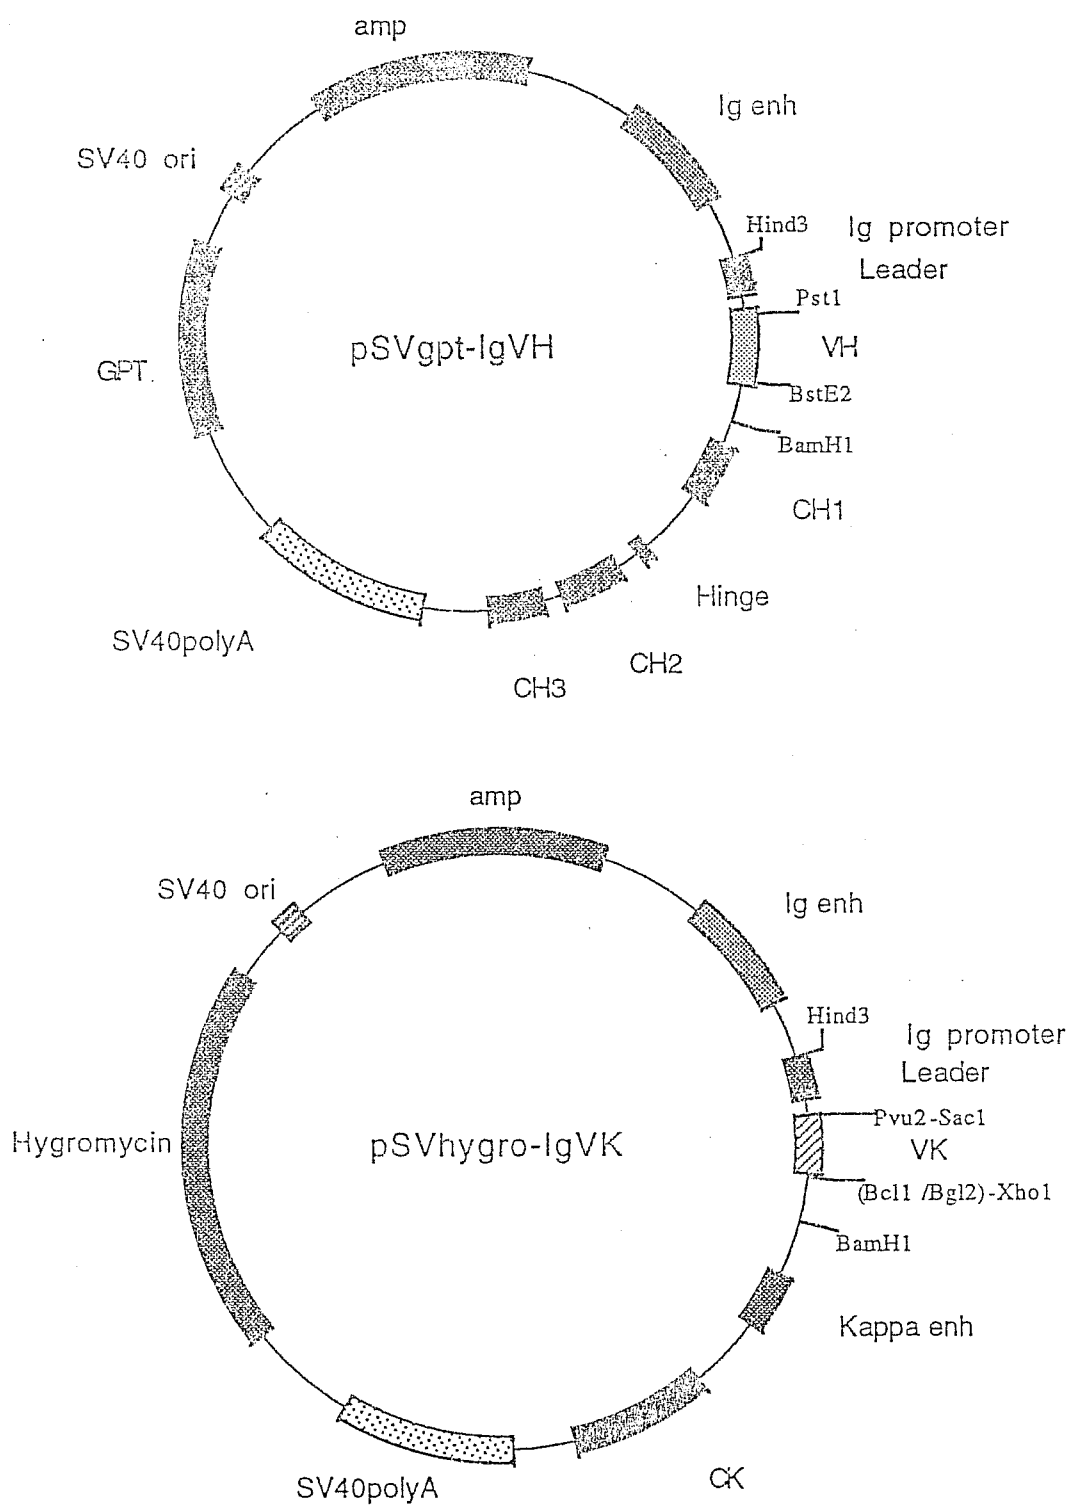 amp
Ig enh
SV40 ori
Hind3
Ig promoter
Leader
Pst1
pSVgpt-IgVH
VH
GPT
BstE2
BamH1
CH1
Hinge
SV40polyA
CH2
CH3
amp
SV40 ori
Ig enh
Hind3
Ig promoter
Leader
Pvu2-Sac1
Hygromycin
pSVhygro-IgVK
VK
(Bcl1 /Bgl2)-Xho1
BamH1
Kappa enh
SV40polyA
CK